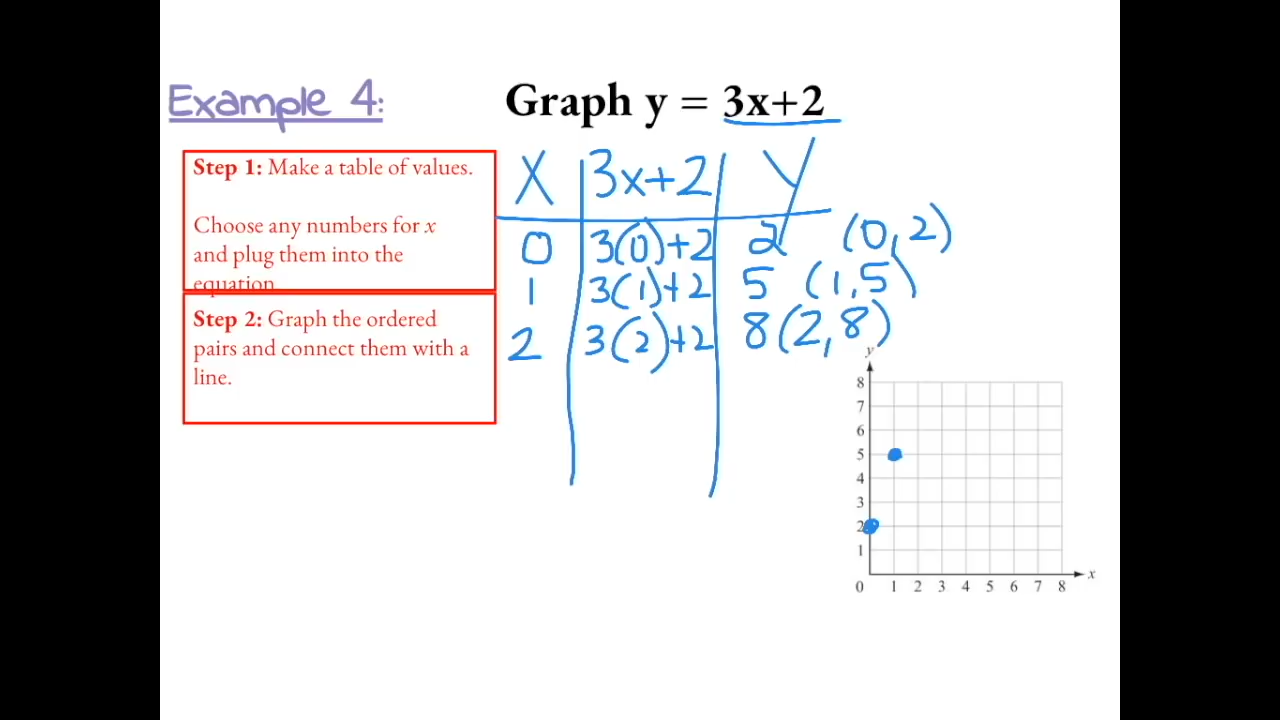 Example 4:
Graph y = 3x+2
Step 1: Make a table of values.
Choose any numbers for x
and plug them into the
equation.
Step 2: Graph the ordered
pairs and connect them with a
line.
X 3x+2 Y
0 3(0)+2 2 (0,2)
1 3(1)+2 5 (1,5)
2 3(2)+2 8 (2,8)
y
8
7
6
5
4
3
2
1
0 1 2 3 4 5 6 7 8 x